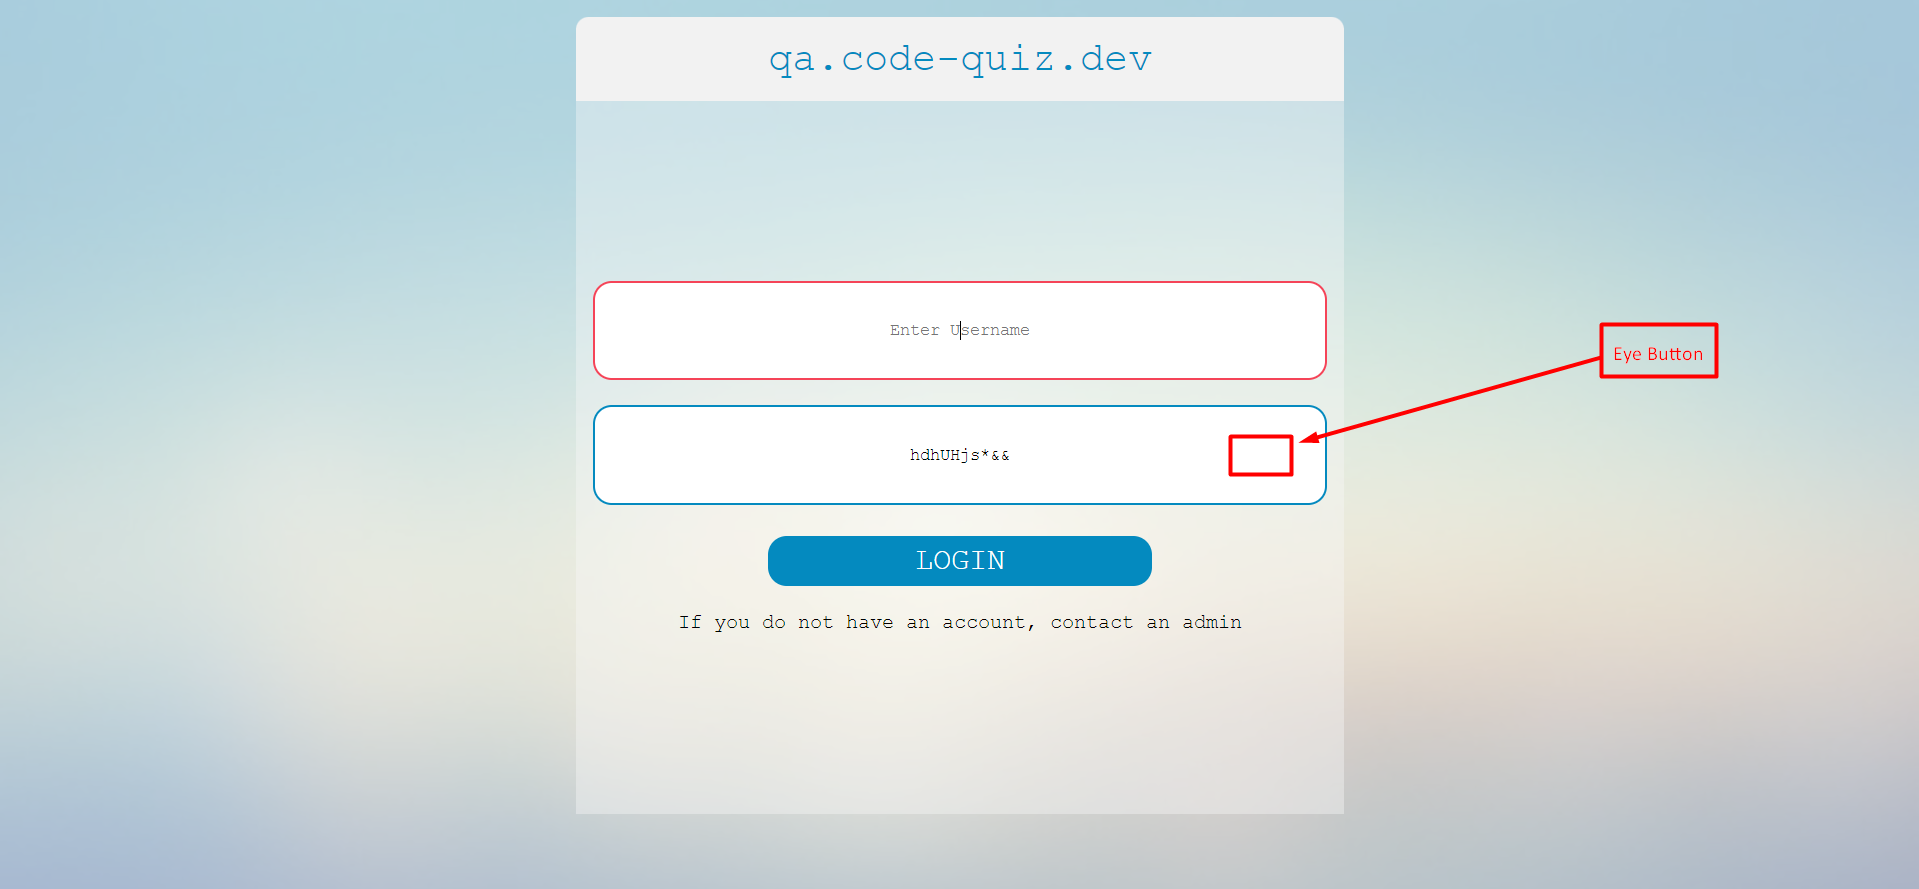 qa.code-quiz.dev
Enter Username
Eye Button
hdhUHjs*&&
LOGIN
If you do not have an account, contact an admin